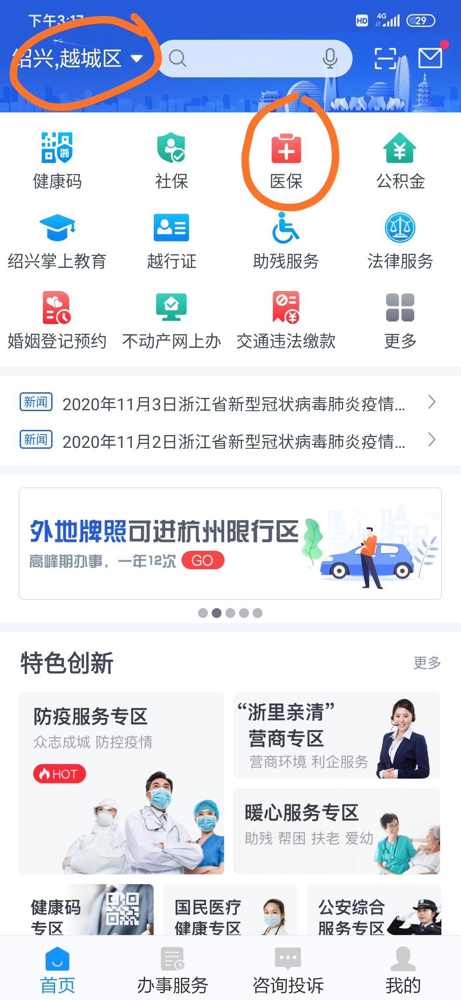 下午3:17
HD 4G 29
绍兴,越城区
浙
健康码 社保 医保 公积金
绍兴掌上教育 越行证 助残服务 法律服务
婚姻登记预约 不动产网上办 交通违法缴款 更多
新闻 2020年11月3日浙江省新型冠状病毒肺炎疫情...
新闻 2020年11月2日浙江省新型冠状病毒肺炎疫情...
外地牌照可进杭州限行区
高峰期办事，一年12次 GO
特色创新 更多
防疫服务专区
众志成城 防控疫情
HOT
“浙里亲清”
营商专区
营商环境 利企服务
暖心服务专区
助残 帮困 扶老 爱幼
健康码
专区
国民医疗
健康专区
公安综合
服务专区
首页 办事服务 咨询投诉 我的